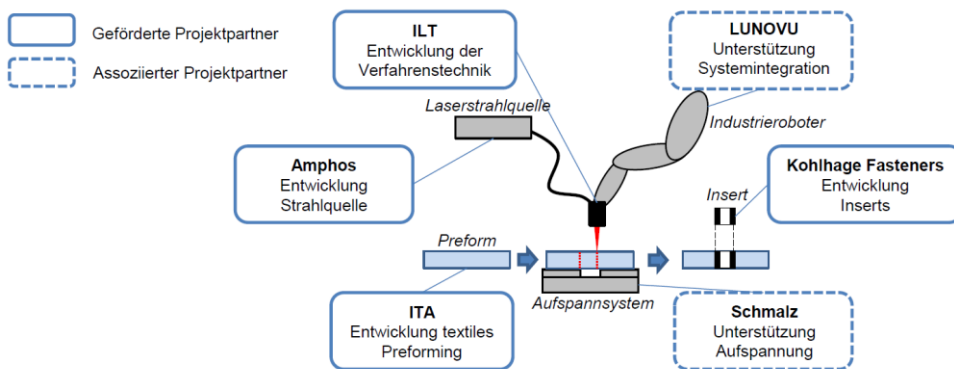 Geförderte Projektpartner
Assoziierter Projektpartner
ILT
Entwicklung der
Verfahrenstechnik
LUNOVU
Unterstützung
Systemintegration
Laserstrahlquelle
Industrieroboter
Amphos
Entwicklung
Strahlquelle
Kohlhage Fasteners
Entwicklung
Inserts
Insert
Preform
Aufspannsystem
ITA
Entwicklung textiles
Preforming
Schmalz
Unterstützung
Aufspannung